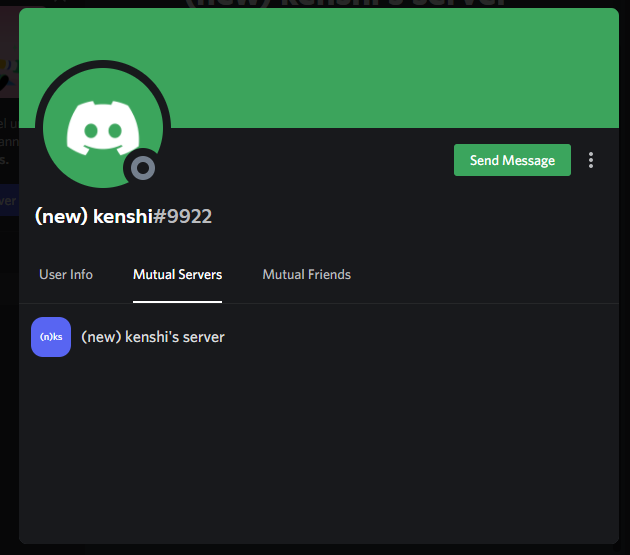 (new) kenshi's server
Send Message
(new) kenshi#9922
User Info
Mutual Servers
Mutual Friends
(n)ks
(new) kenshi's server